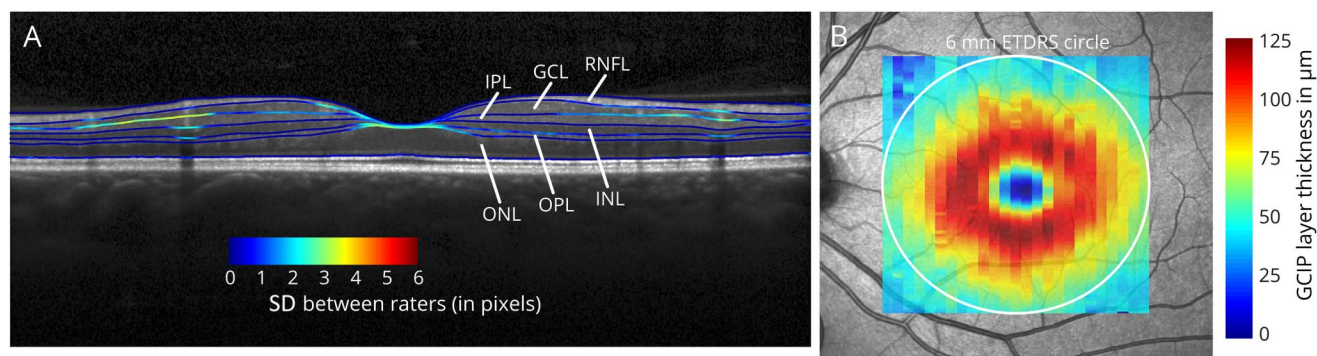 A
IPL GCL RNFL
ONL OPL INL
0 1 2 3 4 5 6
SD between raters (in pixels)
B
6 mm ETDRS circle
125
100
75
50
25
0
GCIP layer thickness in µm